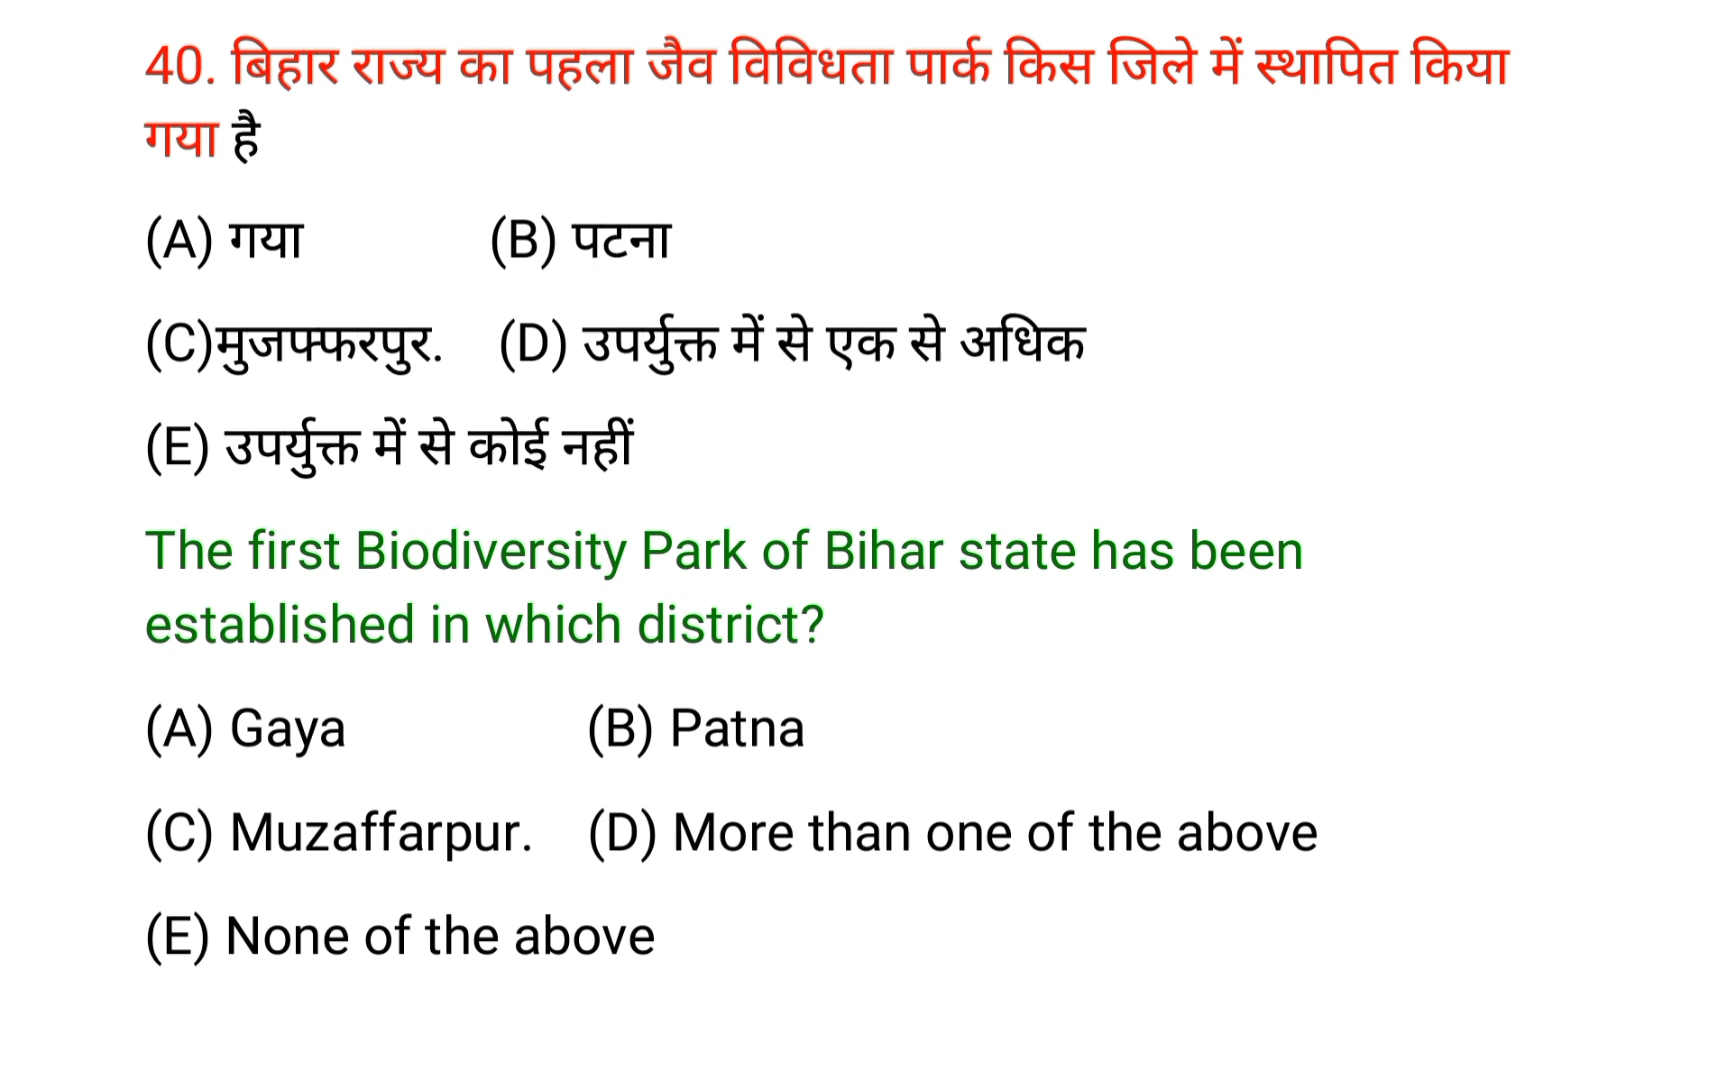 40. बिहार राज्य का पहला जैव विविधता पार्क किस जिले में स्थापित किया
गया है
(A) गया (B) पटना
(C)मुजफ्फरपुर. (D) उपर्युक्त में से एक से अधिक
(E) उपर्युक्त में से कोई नहीं
The first Biodiversity Park of Bihar state has been
established in which district?
(A) Gaya (B) Patna
(C) Muzaffarpur. (D) More than one of the above
(E) None of the above